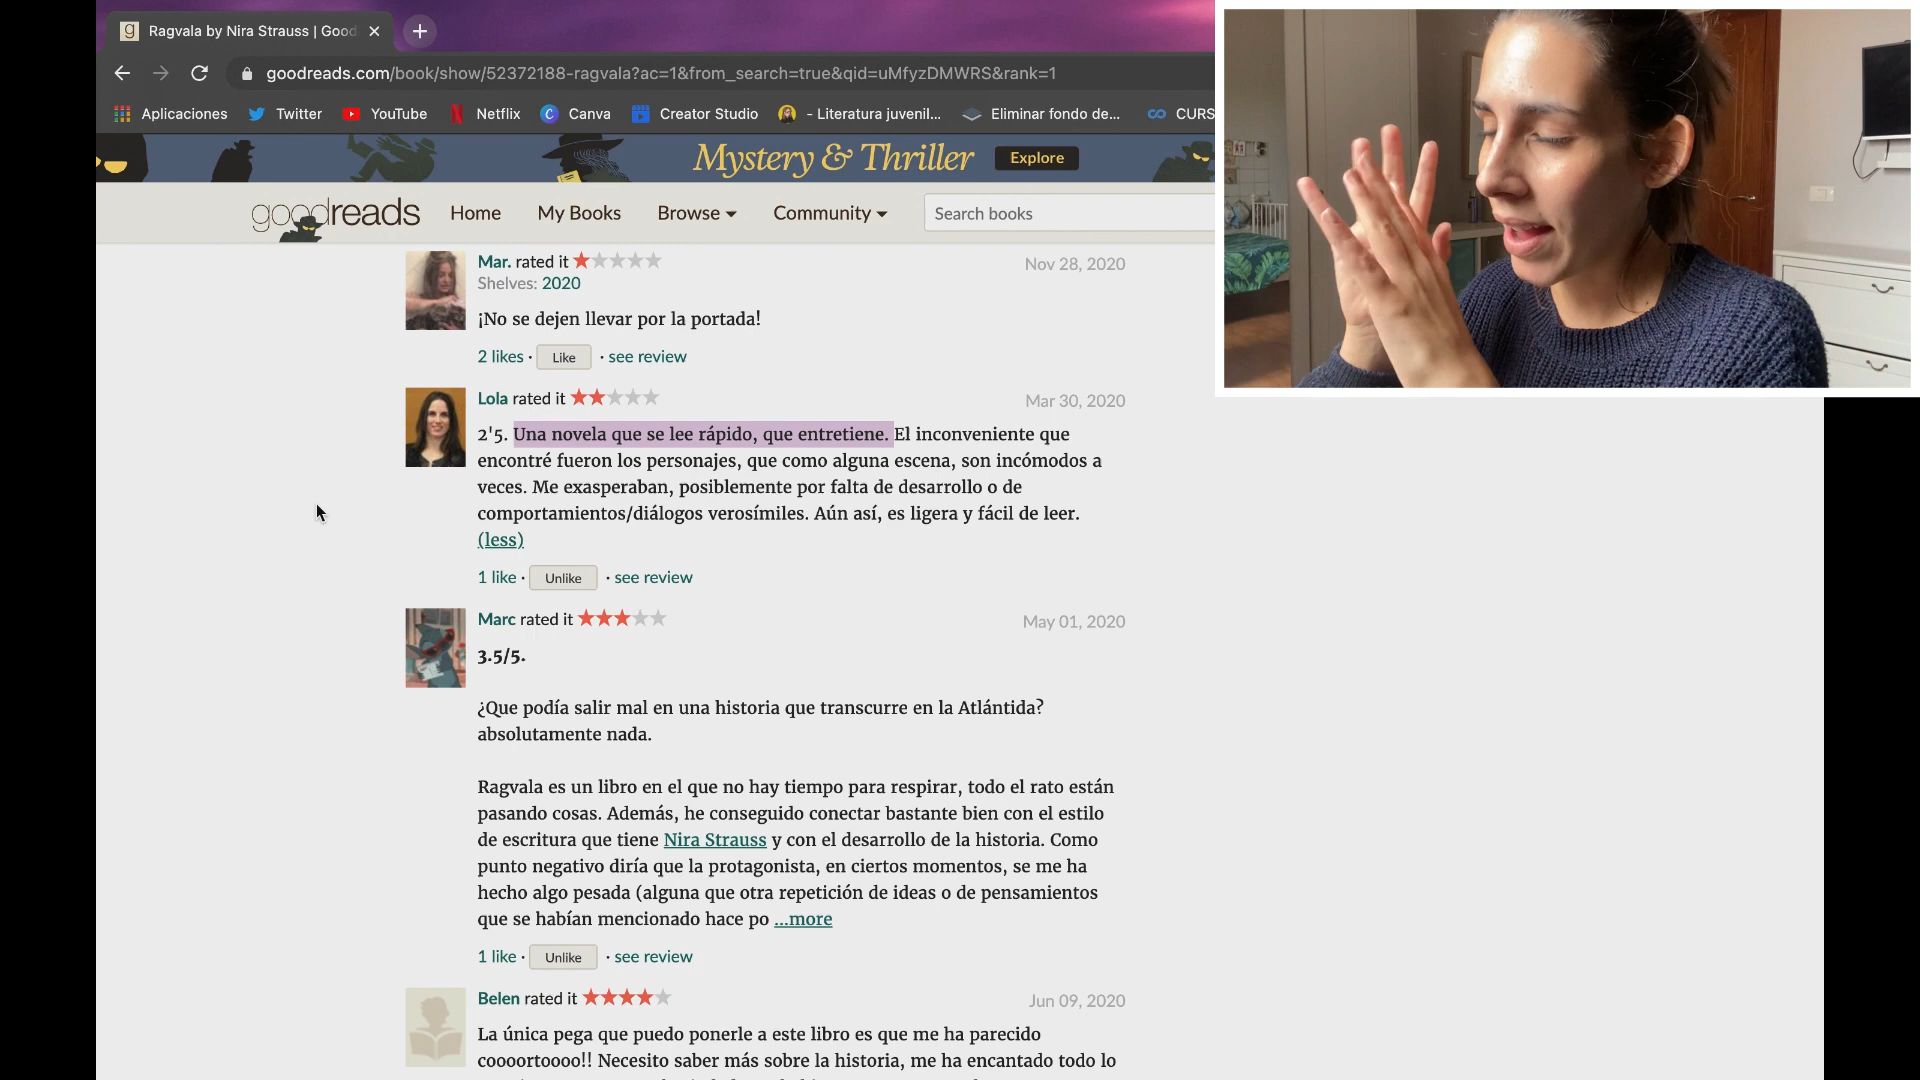 Ragvala by Nira Strauss | Good
goodreads.com/book/show/52372188-ragvala?ac=1&from_search=true&qid=uMfyzDMWRS&rank=1
Aplicaciones Twitter YouTube Netflix Canva Creator Studio - Literatura juvenil... Eliminar fondo de... CURS
Mystery & Thriller Explore
goodreads Home My Books Browse Community Search books
Mar. rated it Nov 28, 2020
Shelves: 2020
¡No se dejen llevar por la portada!
2 likes · Like · see review
Lola rated it Mar 30, 2020
2'5. Una novela que se lee rápido, que entretiene. El inconveniente que
encontré fueron los personajes, que como alguna escena, son incómodos a
veces. Me exasperaban, posiblemente por falta de desarrollo o de
comportamientos/diálogos verosímiles. Aún así, es ligera y fácil de leer.
(less)
1 like · Unlike · see review
Marc rated it May 01, 2020
3.5/5.
¿Que podía salir mal en una historia que transcurre en la Atlántida?
absolutamente nada.
Ragvala es un libro en el que no hay tiempo para respirar, todo el rato están
pasando cosas. Además, he conseguido conectar bastante bien con el estilo
de escritura que tiene Nira Strauss y con el desarrollo de la historia. Como
punto negativo diría que la protagonista, en ciertos momentos, se me ha
hecho algo pesada (alguna que otra repetición de ideas o de pensamientos
que se habían mencionado hace po ...more
1 like · Unlike · see review
Belen rated it Jun 09, 2020
La única pega que puedo ponerle a este libro es que me ha parecido
coooortoooo!! Necesito saber más sobre la historia, me ha encantado todo lo